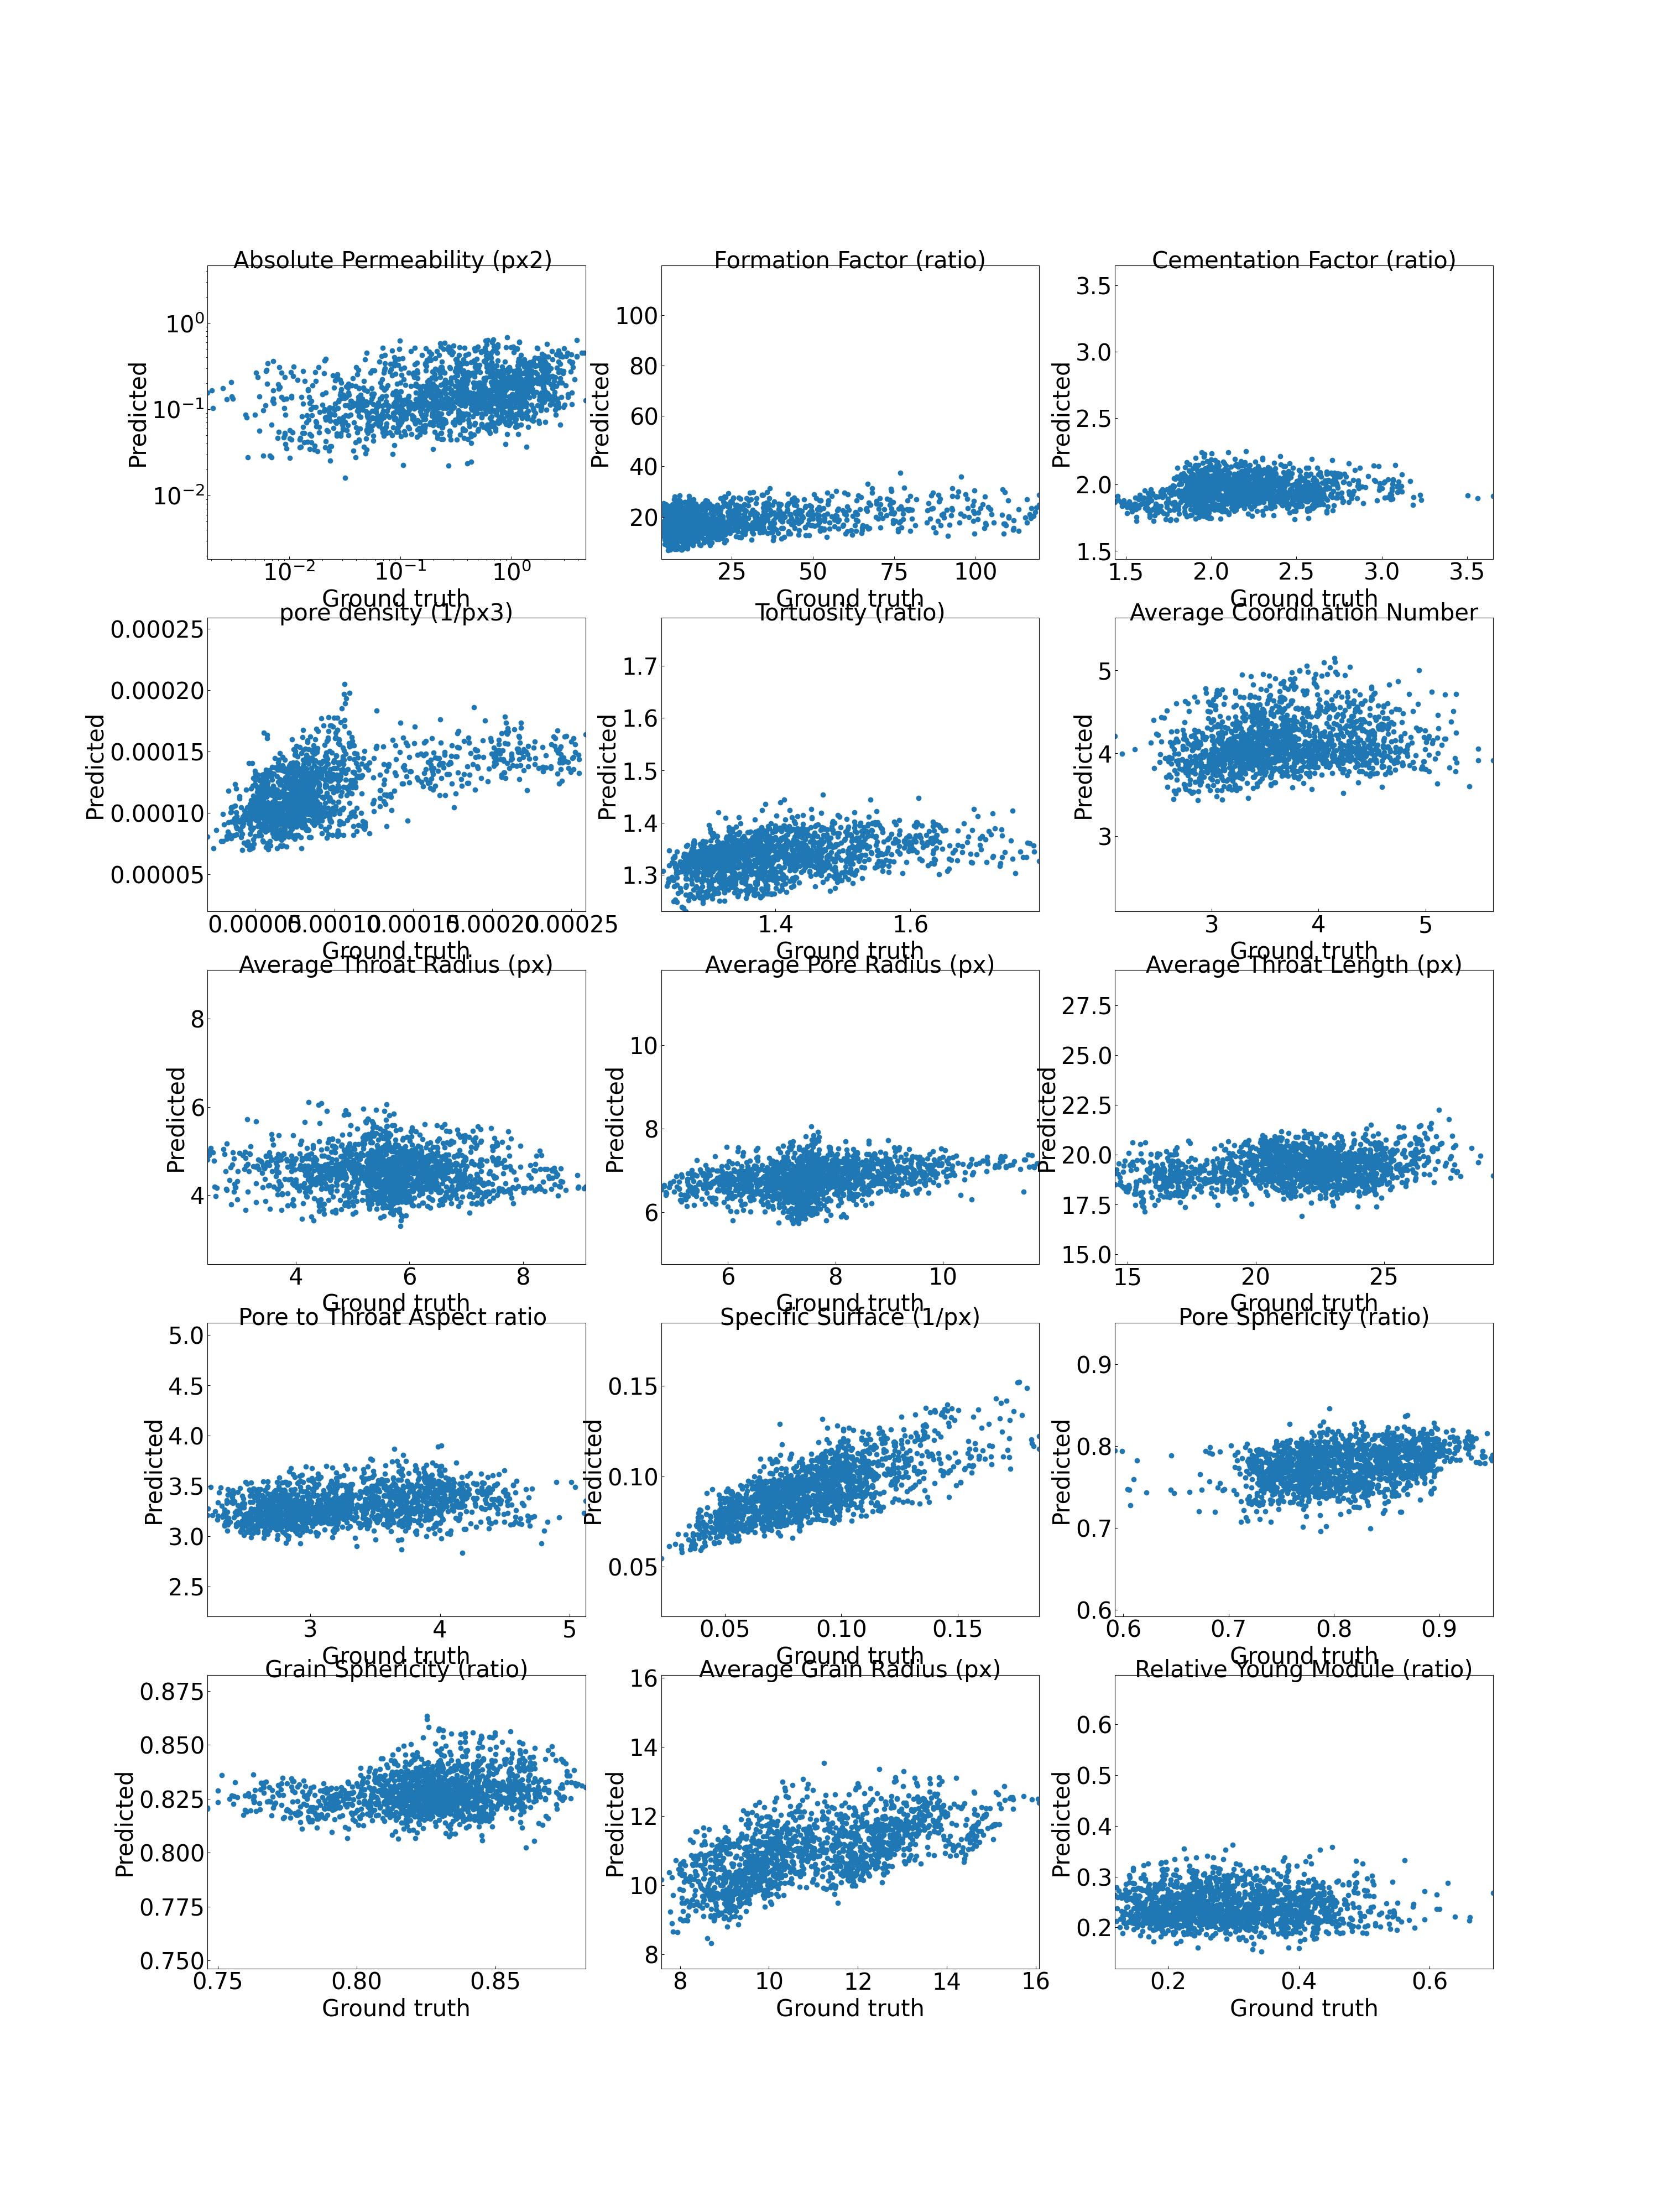 Absolute Permeability (px2)
10⁰
10⁻¹
10⁻²
Predicted
10⁻² 10⁻¹ 10⁰
Ground truth
Formation Factor (ratio)
100
80
60
40
20
Predicted
25 50 75 100
Ground truth
Cementation Factor (ratio)
3.5
3.0
2.5
2.0
1.5
Predicted
1.5 2.0 2.5 3.0 3.5
Ground truth
pore density (1/px3)
0.00025
0.00020
0.00015
0.00010
0.00005
Predicted
0.00005 0.00010 0.00015 0.00020 0.00025
Ground truth
Tortuosity (ratio)
1.7
1.6
1.5
1.4
1.3
Predicted
1.4 1.6
Ground truth
Average Coordination Number
5
4
3
Predicted
3 4 5
Ground truth
Average Throat Radius (px)
8
6
4
Predicted
4 6 8
Ground truth
Average Pore Radius (px)
10
8
6
Predicted
6 8 10
Ground truth
Average Throat Length (px)
27.5
25.0
22.5
20.0
17.5
15.0
Predicted
15 20 25
Ground truth
Pore to Throat Aspect ratio
5.0
4.5
4.0
3.5
3.0
2.5
Predicted
3 4 5
Ground truth
Specific Surface (1/px)
0.15
0.10
0.05
Predicted
0.05 0.10 0.15
Ground truth
Pore Sphericity (ratio)
0.9
0.8
0.7
0.6
Predicted
0.6 0.7 0.8 0.9
Ground truth
Grain Sphericity (ratio)
0.875
0.850
0.825
0.800
0.775
0.750
Predicted
0.75 0.80 0.85
Ground truth
Average Grain Radius (px)
16
14
12
10
8
Predicted
8 10 12 14 16
Ground truth
Relative Young Module (ratio)
0.6
0.5
0.4
0.3
0.2
Predicted
0.2 0.4 0.6
Ground truth